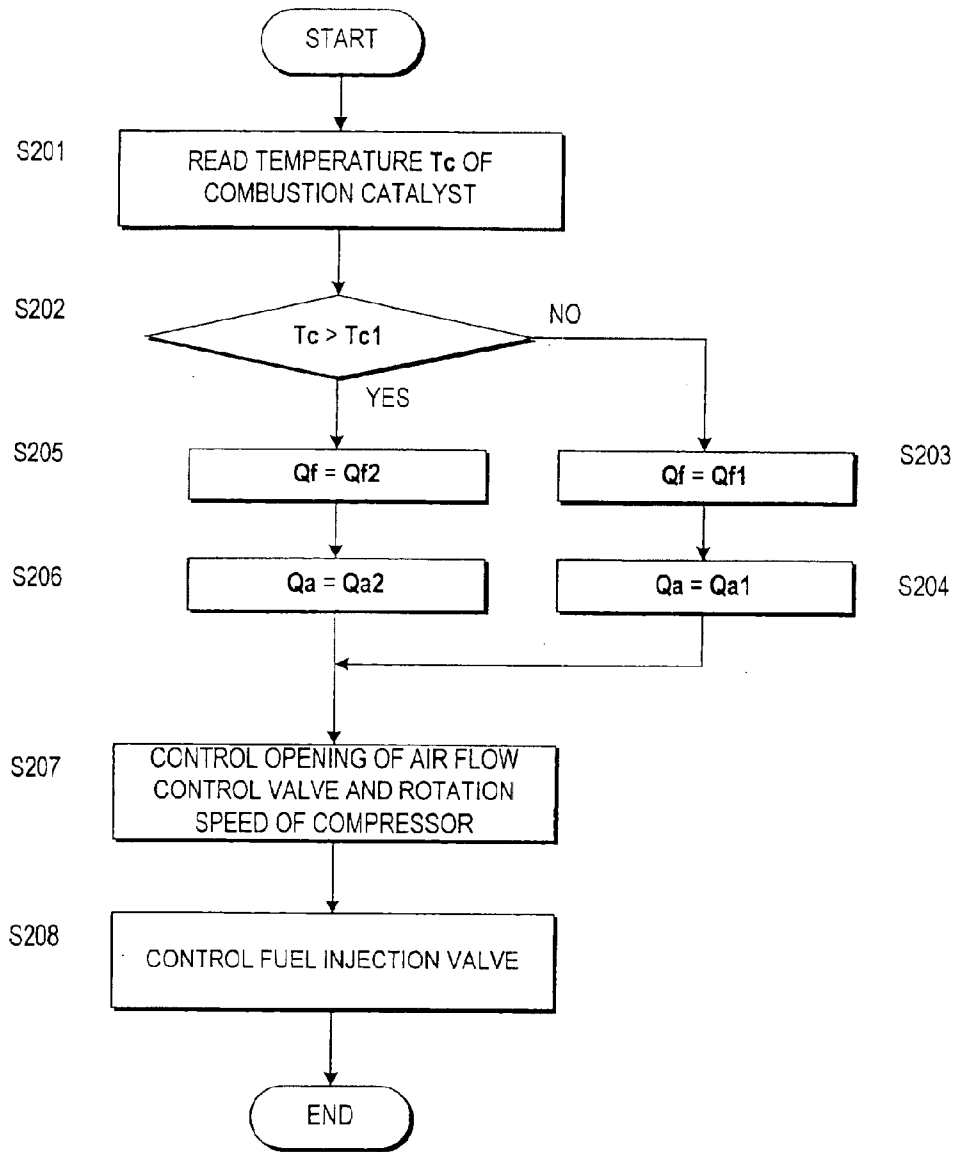 START
S201
READ TEMPERATURE Tc OF
COMBUSTION CATALYST
S202
Tc > Tc1
NO
YES
S205
Qf = Qf2
Qf = Qf1
S203
S206
Qa = Qa2
Qa = Qa1
S204
S207
CONTROL OPENING OF AIR FLOW
CONTROL VALVE AND ROTATION
SPEED OF COMPRESSOR
S208
CONTROL FUEL INJECTION VALVE
END